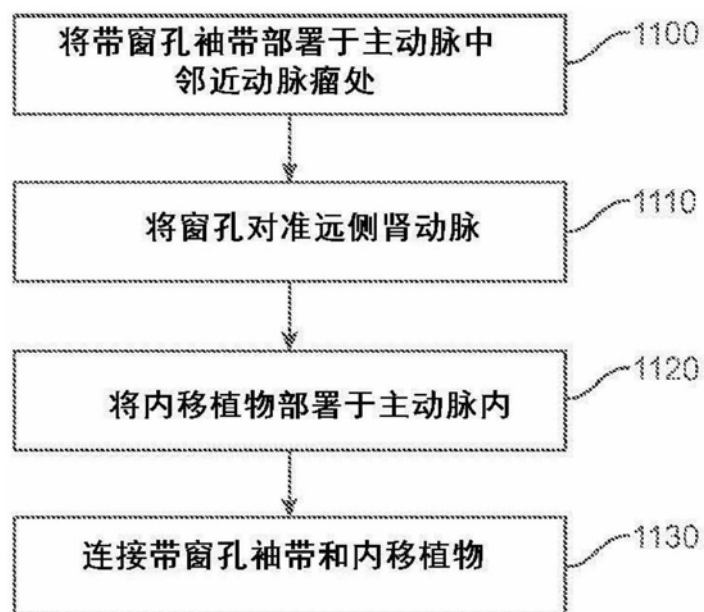 将带窗孔袖带部署于主动脉中
邻近动脉瘤处
1100
将窗孔对准远侧肾动脉
1110
将内移植物部署于主动脉内
1120
连接带窗孔袖带和内移植物
1130